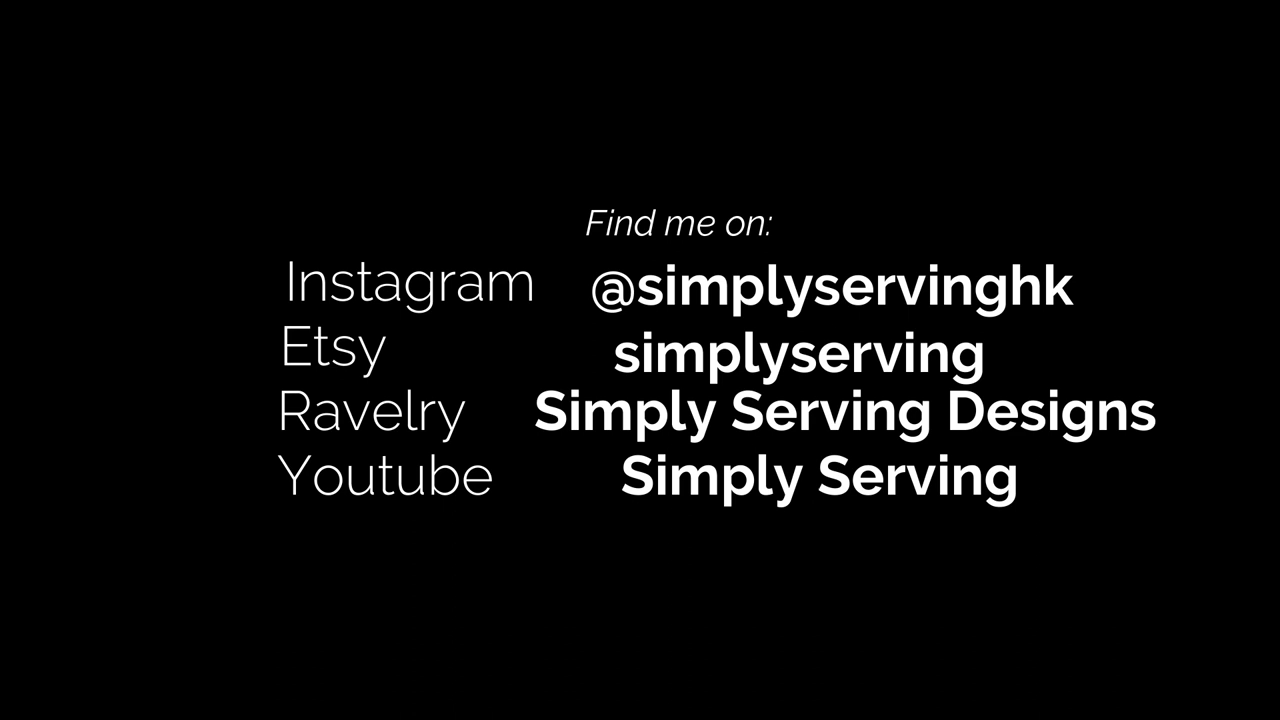 Find me on:
Instagram @simplyservinghk
Etsy simplyserving
Ravelry Simply Serving Designs
Youtube Simply Serving